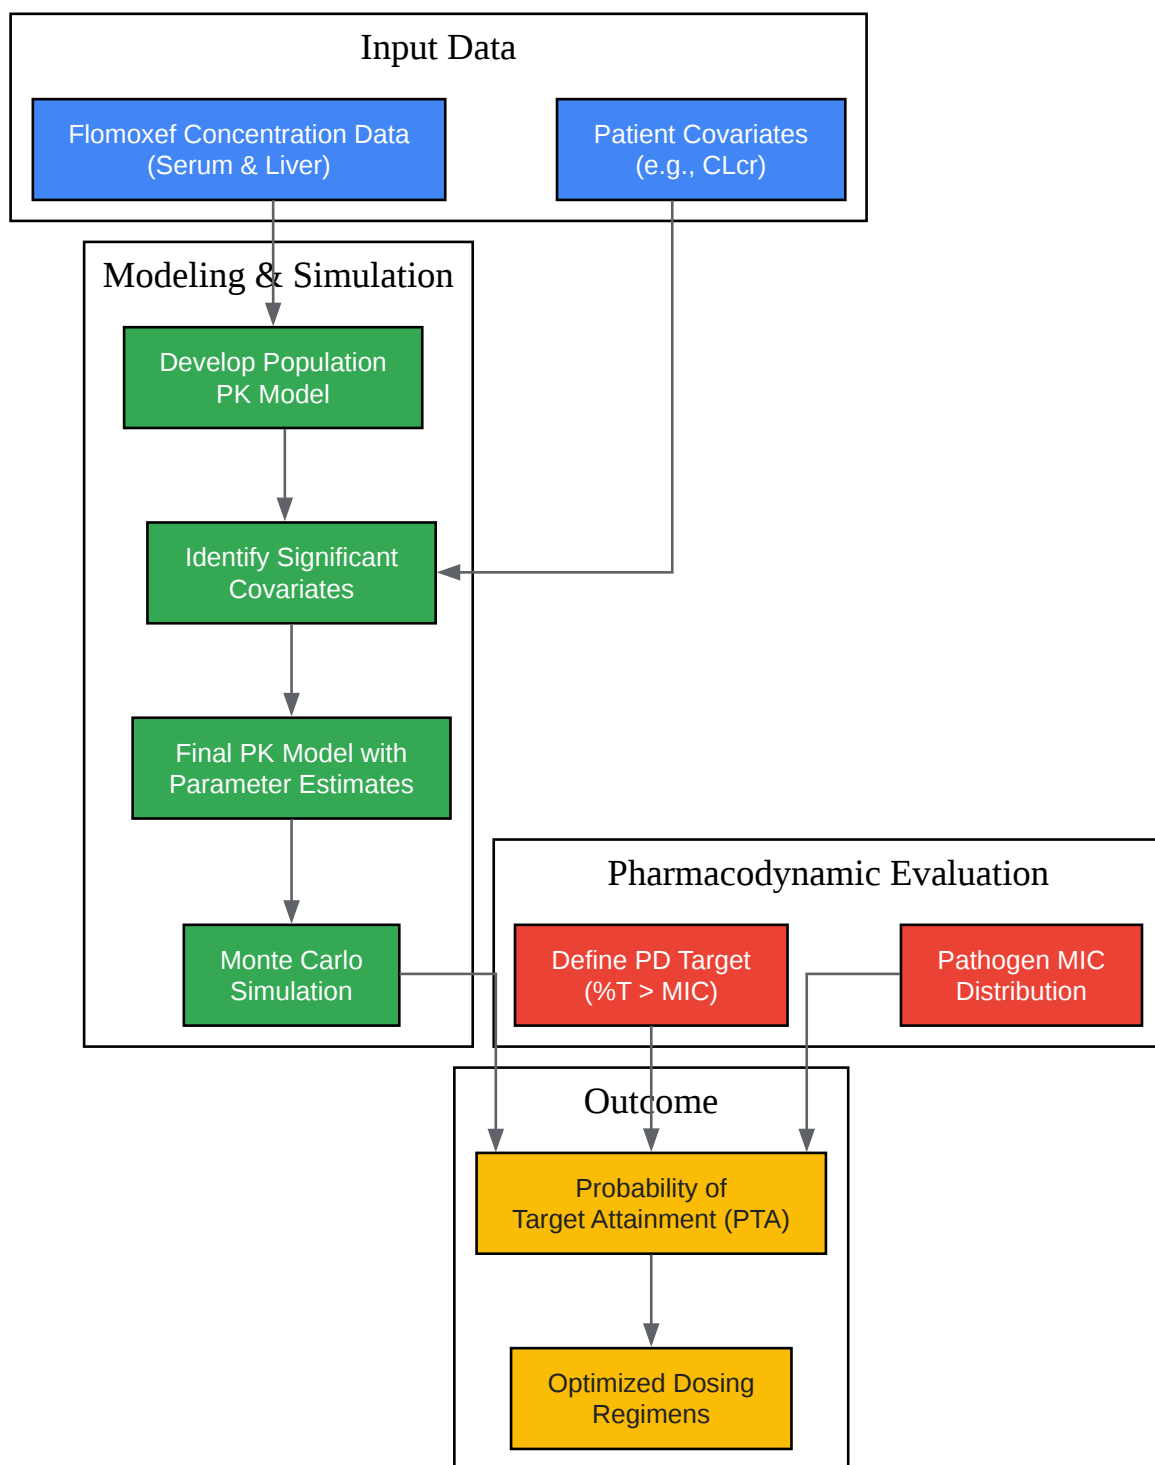 Input Data
Flomoxef Concentration Data
(Serum & Liver)
Patient Covariates
(e.g., CLcr)
Modeling & Simulation
Develop Population
PK Model
Identify Significant
Covariates
Final PK Model with
Parameter Estimates
Monte Carlo
Simulation
Pharmacodynamic Evaluation
Define PD Target
(%T > MIC)
Pathogen MIC
Distribution
Outcome
Probability of
Target Attainment (PTA)
Optimized Dosing
Regimens